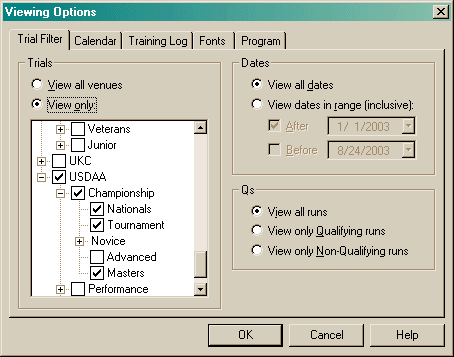 Viewing Options
Trial Filter Calendar Training Log Fonts Program
Trials
View all venues
View only:
Veterans
Junior
UKC
USDAA
Championship
Nationals
Tournament
Novice
Advanced
Masters
Performance
Dates
View all dates
View dates in range (inclusive):
After 1/ 1/2003
Before 8/24/2003
Qs
View all runs
View only Qualifying runs
View only Non-Qualifying runs
OK Cancel Help